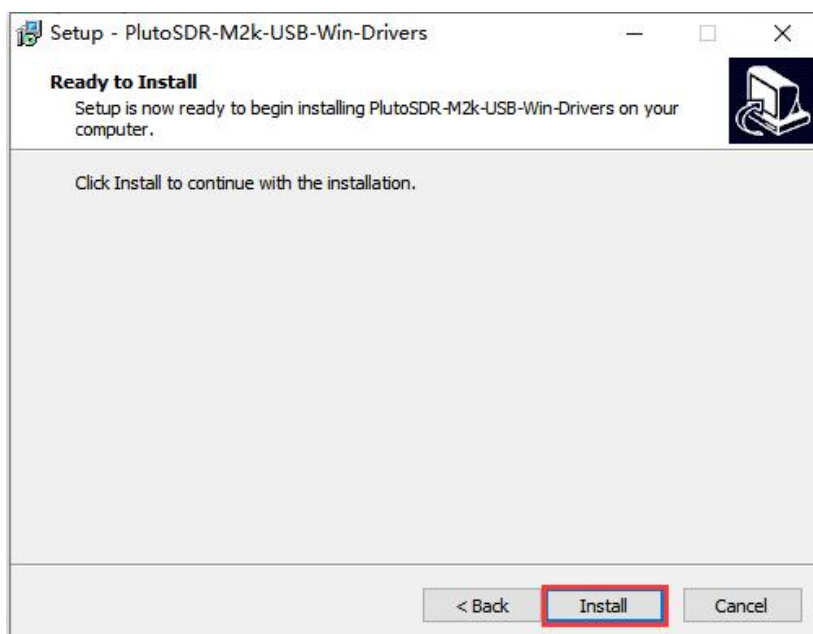 Setup - PlutoSDR-M2k-USB-Win-Drivers
Ready to Install
Setup is now ready to begin installing PlutoSDR-M2k-USB-Win-Drivers on your
computer.
Click Install to continue with the installation.
< Back Install Cancel